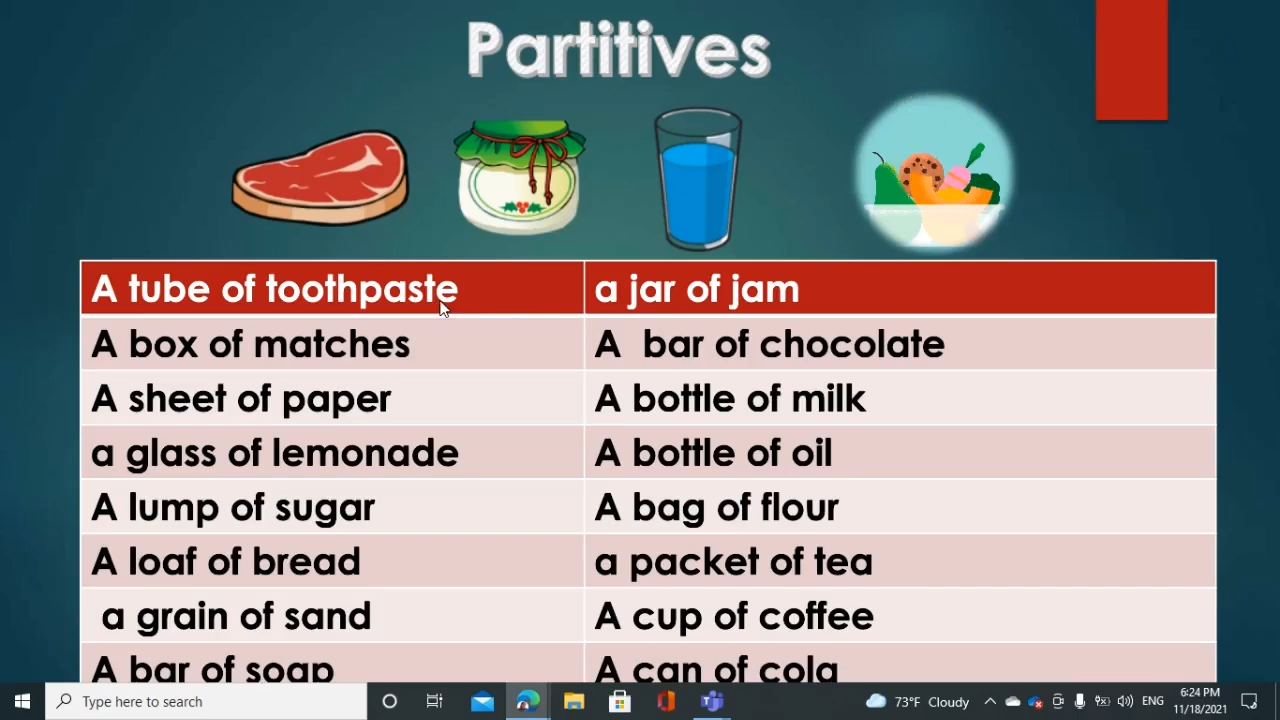 Partitives
A tube of toothpaste
a jar of jam
A box of matches
A  bar of chocolate
A sheet of paper
A bottle of milk
a glass of lemonade
A bottle of oil
A lump of sugar
A bag of flour
A loaf of bread
a packet of tea
a grain of sand
A cup of coffee
A bar of soap
A can of cola
Type here to search
73°F Cloudy
ENG
6:24 PM
11/18/2021